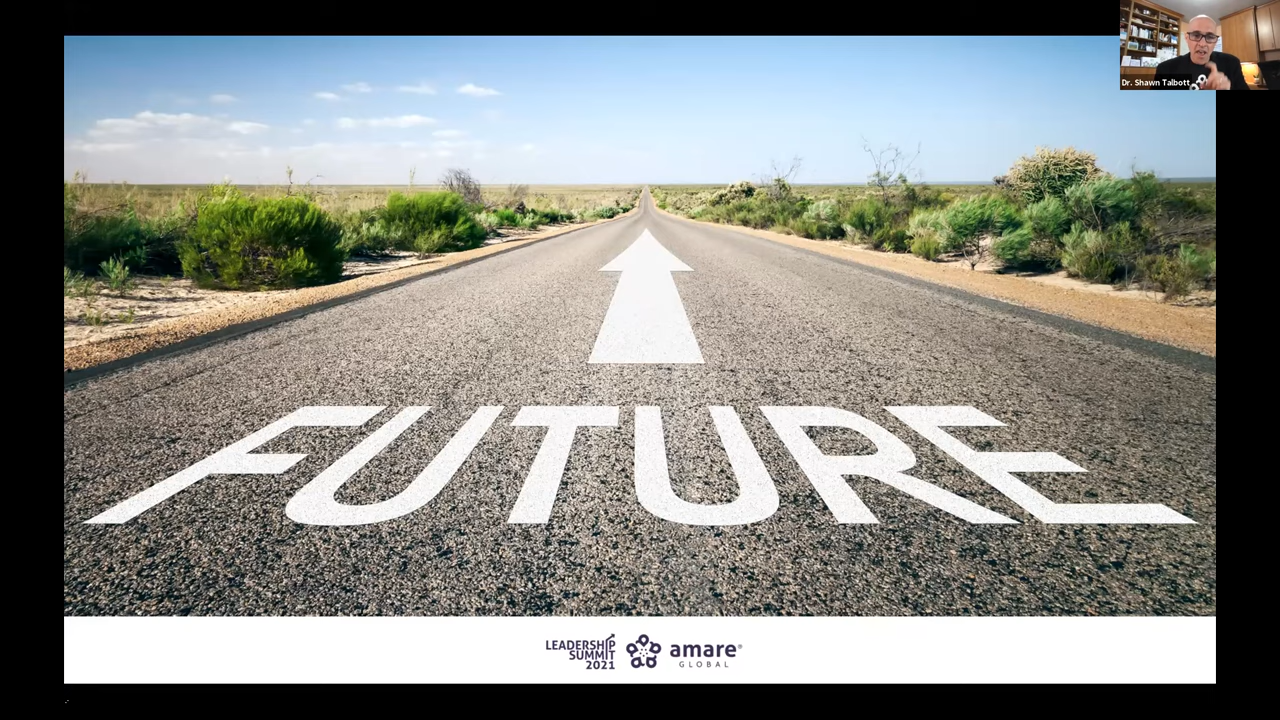 Dr. Shawn Talbott
FUTURE
LEADERSHIP
SUMMIT
2021
amare®
GLOBAL